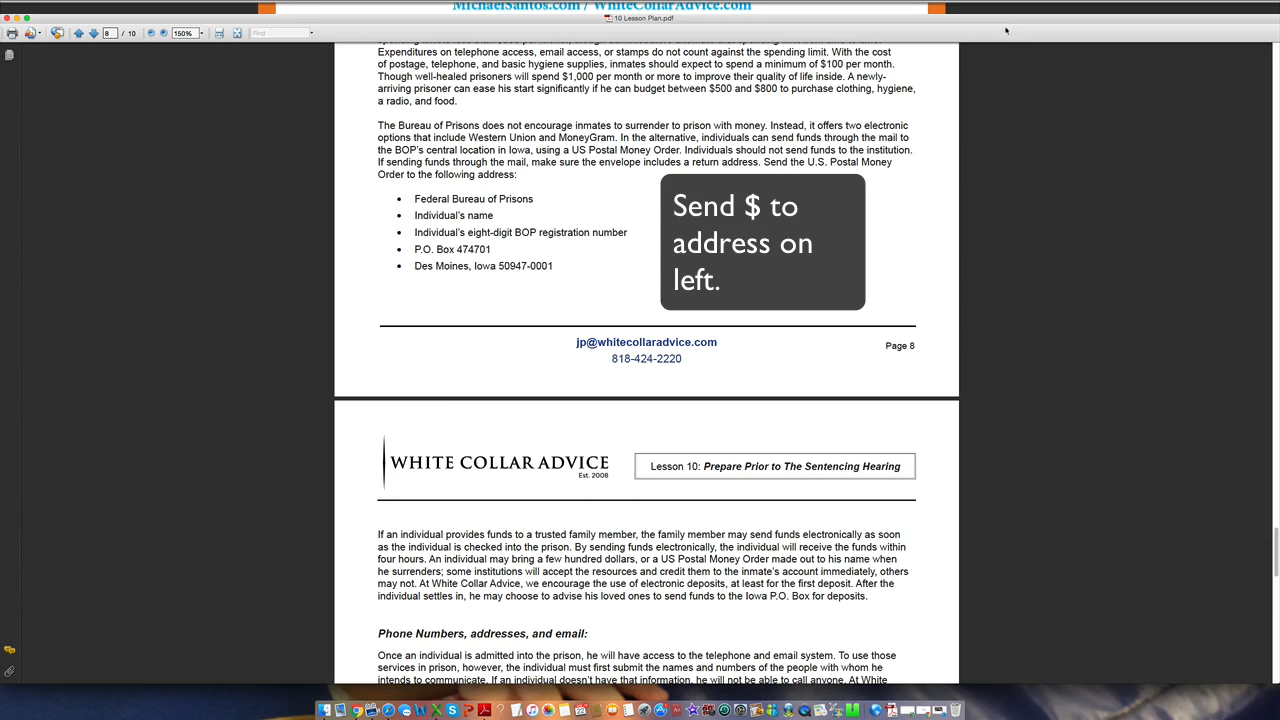 MichaelSantos.com / WhiteCollarAdvice.com
10 Lesson Plan.pdf
8 / 10 150% Find
Expenditures on telephone access, email access, or stamps do not count against the spending limit. With the cost
of postage, telephone, and basic hygiene supplies, inmates should expect to spend a minimum of $100 per month.
Though well-healed prisoners will spend $1,000 per month or more to improve their quality of life inside. A newly-
arriving prisoner can ease his start significantly if he can budget between $500 and $800 to purchase clothing, hygiene,
a radio, and food.
The Bureau of Prisons does not encourage inmates to surrender to prison with money. Instead, it offers two electronic
options that include Western Union and MoneyGram. In the alternative, individuals can send funds through the mail to
the BOP's central location in Iowa, using a US Postal Money Order. Individuals should not send funds to the institution.
If sending funds through the mail, make sure the envelope includes a return address. Send the U.S. Postal Money
Order to the following address:
• Federal Bureau of Prisons
• Individual's name
• Individual's eight-digit BOP registration number
• P.O. Box 474701
• Des Moines, Iowa 50947-0001
Send $ to
address on
left.
jp@whitecollaradvice.com
818-424-2220
Page 8
WHITE COLLAR ADVICE
Est. 2008
Lesson 10: Prepare Prior to The Sentencing Hearing
If an individual provides funds to a trusted family member, the family member may send funds electronically as soon
as the individual is checked into the prison. By sending funds electronically, the individual will receive the funds within
four hours. An individual may bring a few hundred dollars, or a US Postal Money Order made out to his name when
he surrenders; some institutions will accept the resources and credit them to the inmate's account immediately, others
may not. At White Collar Advice, we encourage the use of electronic deposits, at least for the first deposit. After the
individual settles in, he may choose to advise his loved ones to send funds to the Iowa P.O. Box for deposits.
Phone Numbers, addresses, and email:
Once an individual is admitted into the prison, he will have access to the telephone and email system. To use those
services in prison, however, the individual must first submit the names and numbers of the people with whom he
intends to communicate. If an individual doesn't have that information, he will not be able to call anyone. At White